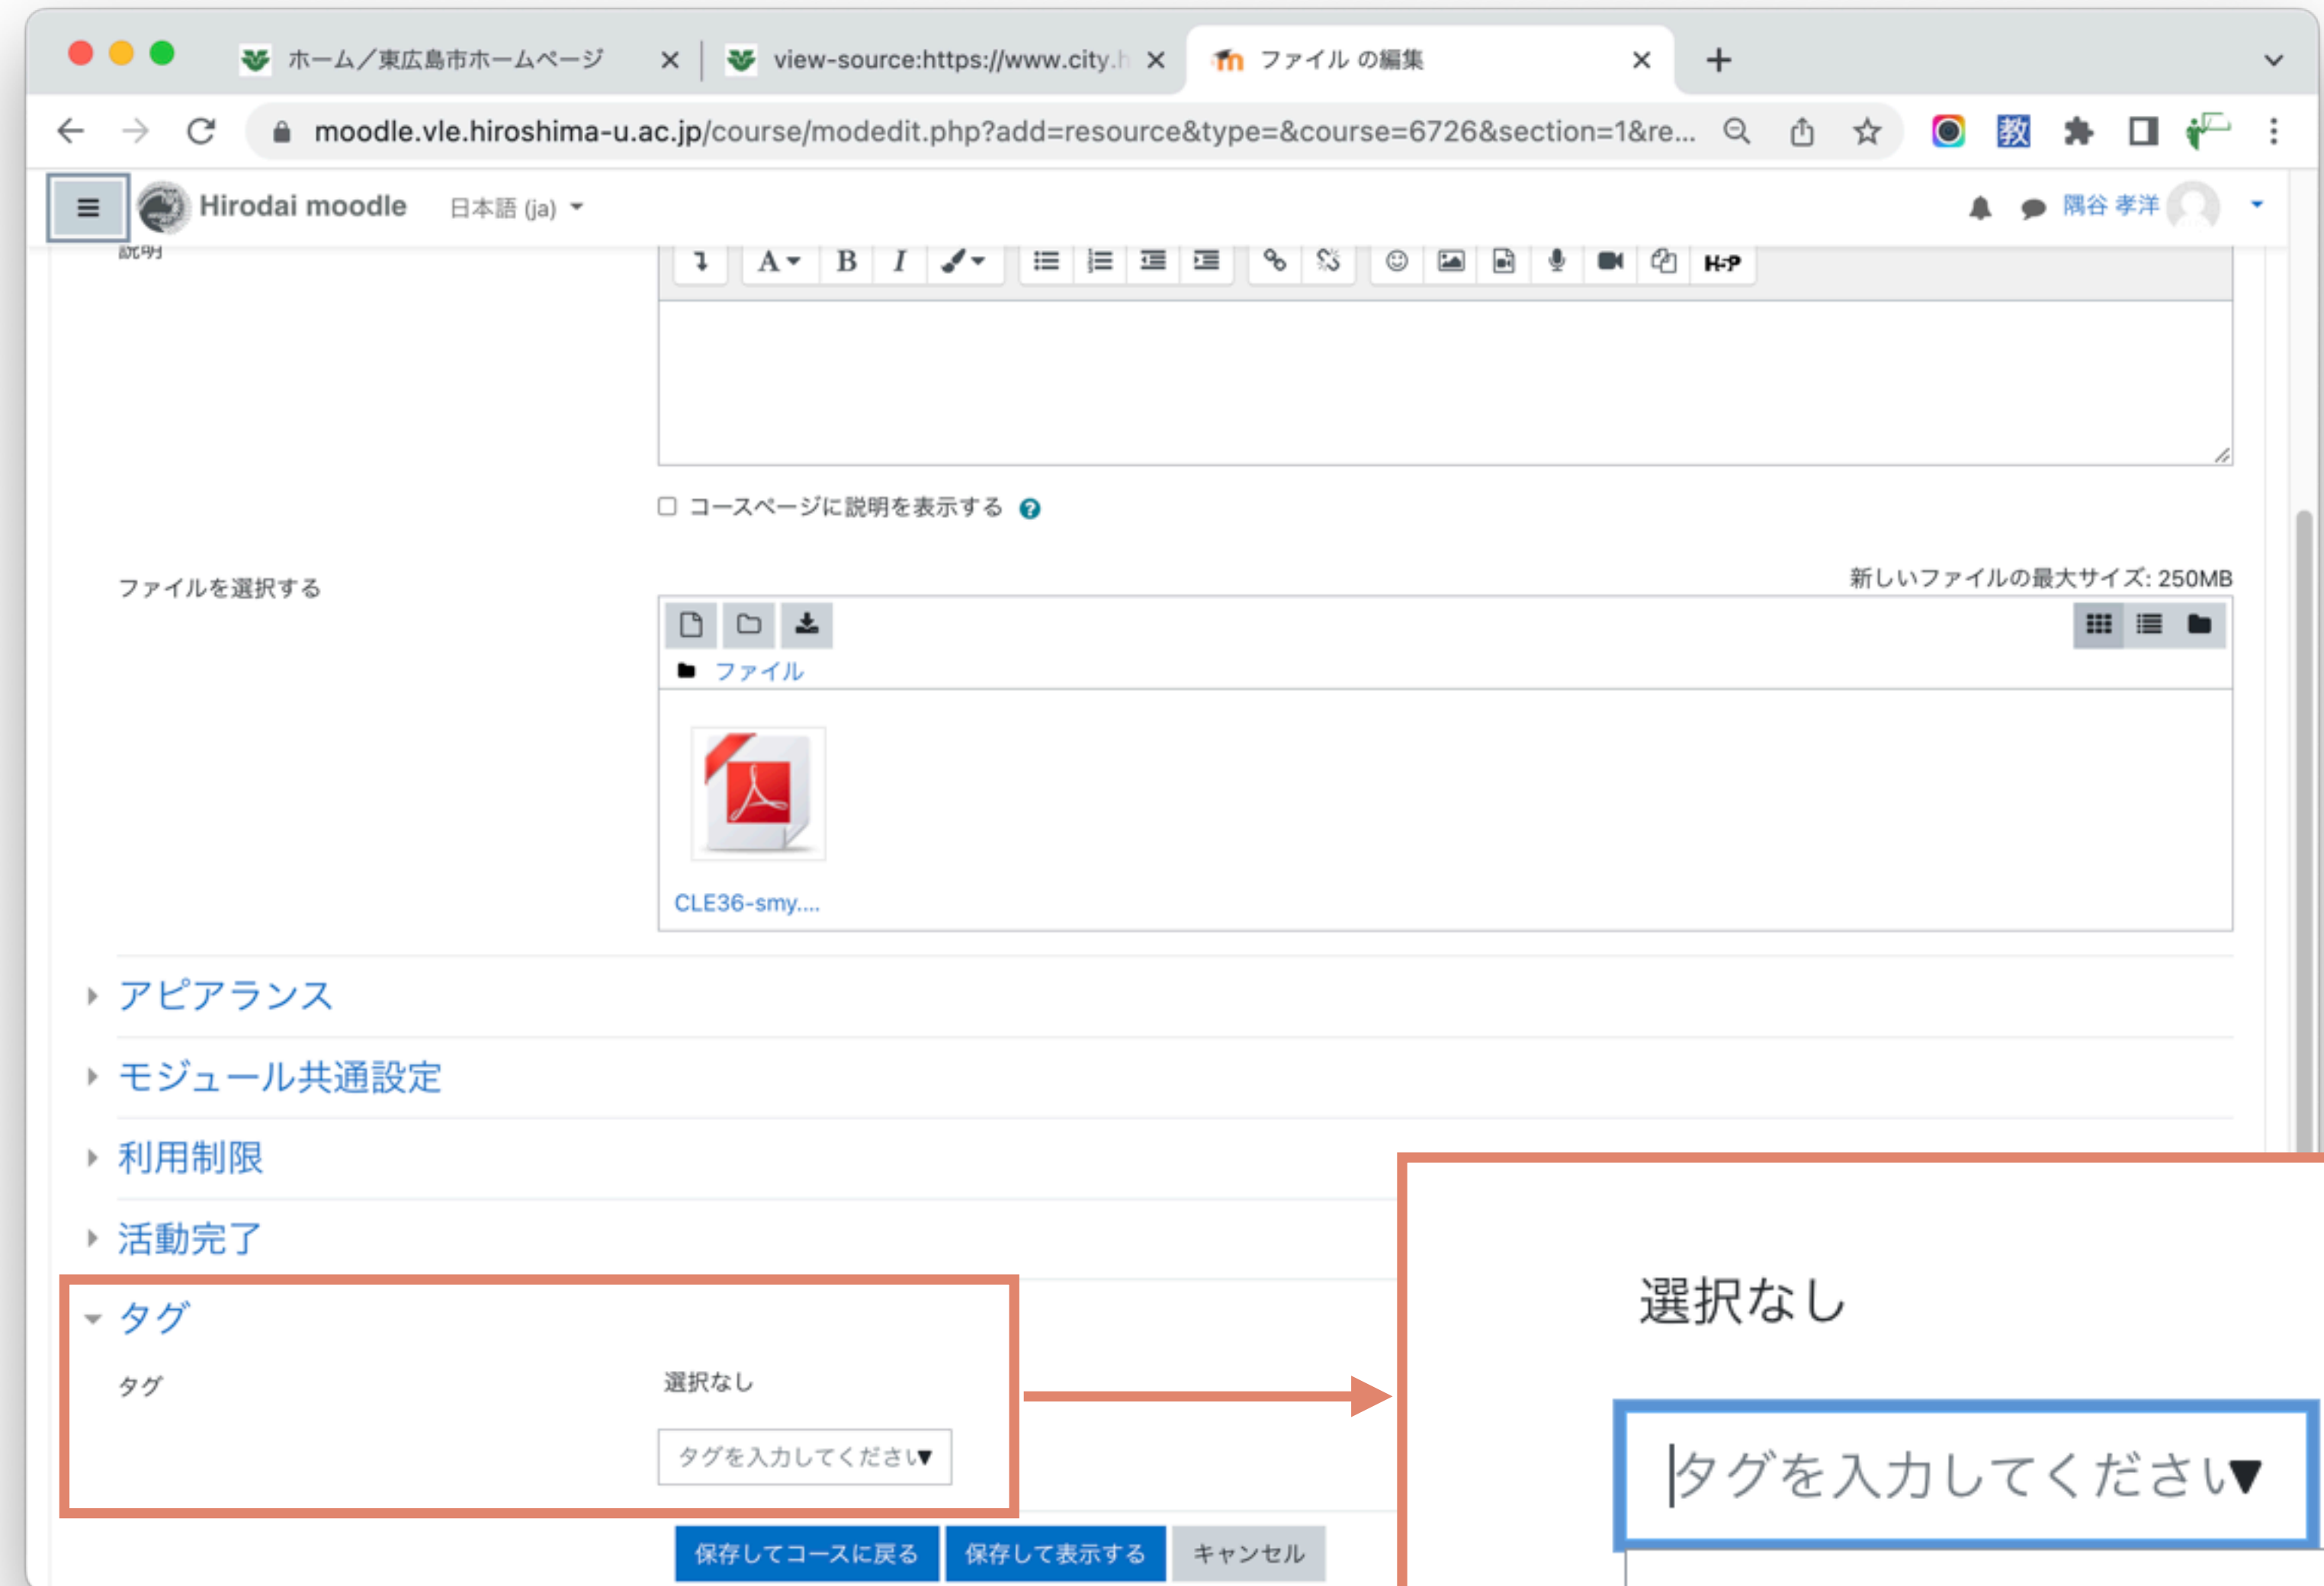 ホーム／東広島市ホームページ
view-source:https://www.city.h
ファイル の編集
moodle.vle.hiroshima-u.ac.jp/course/modedit.php?add=resource&type=&course=6726&section=1&re...
教
Hirodai moodle 日本語 (ja)
隅谷 孝洋
説明
A B I H-P
コースページに説明を表示する
ファイルを選択する
新しいファイルの最大サイズ: 250MB
ファイル
CLE36-smy....
アピアランス
モジュール共通設定
利用制限
活動完了
タグ
タグ 選択なし
タグを入力してください
保存してコースに戻る 保存して表示する キャンセル
選択なし
タグを入力してください